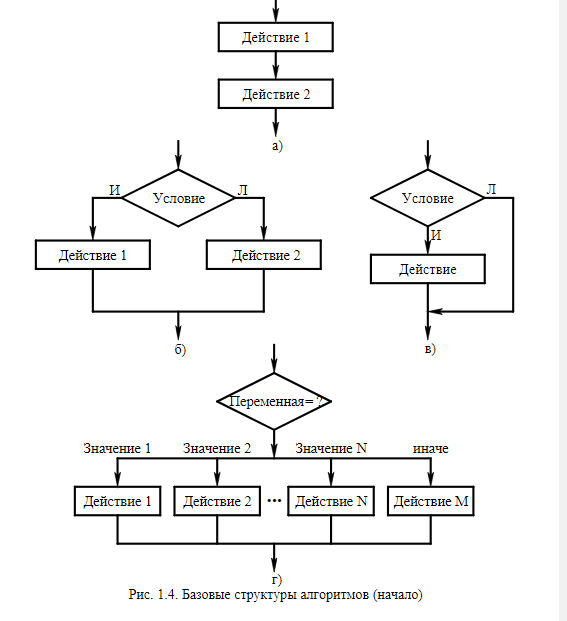 Действие 1
Действие 2
а)
И Условие Л
Действие 1 Действие 2
б)
Условие Л
И
Действие
в)
Переменная= ?
Значение 1 Значение 2 Значение N иначе
Действие 1 Действие 2 ... Действие N Действие M
г)
Рис. 1.4. Базовые структуры алгоритмов (начало)